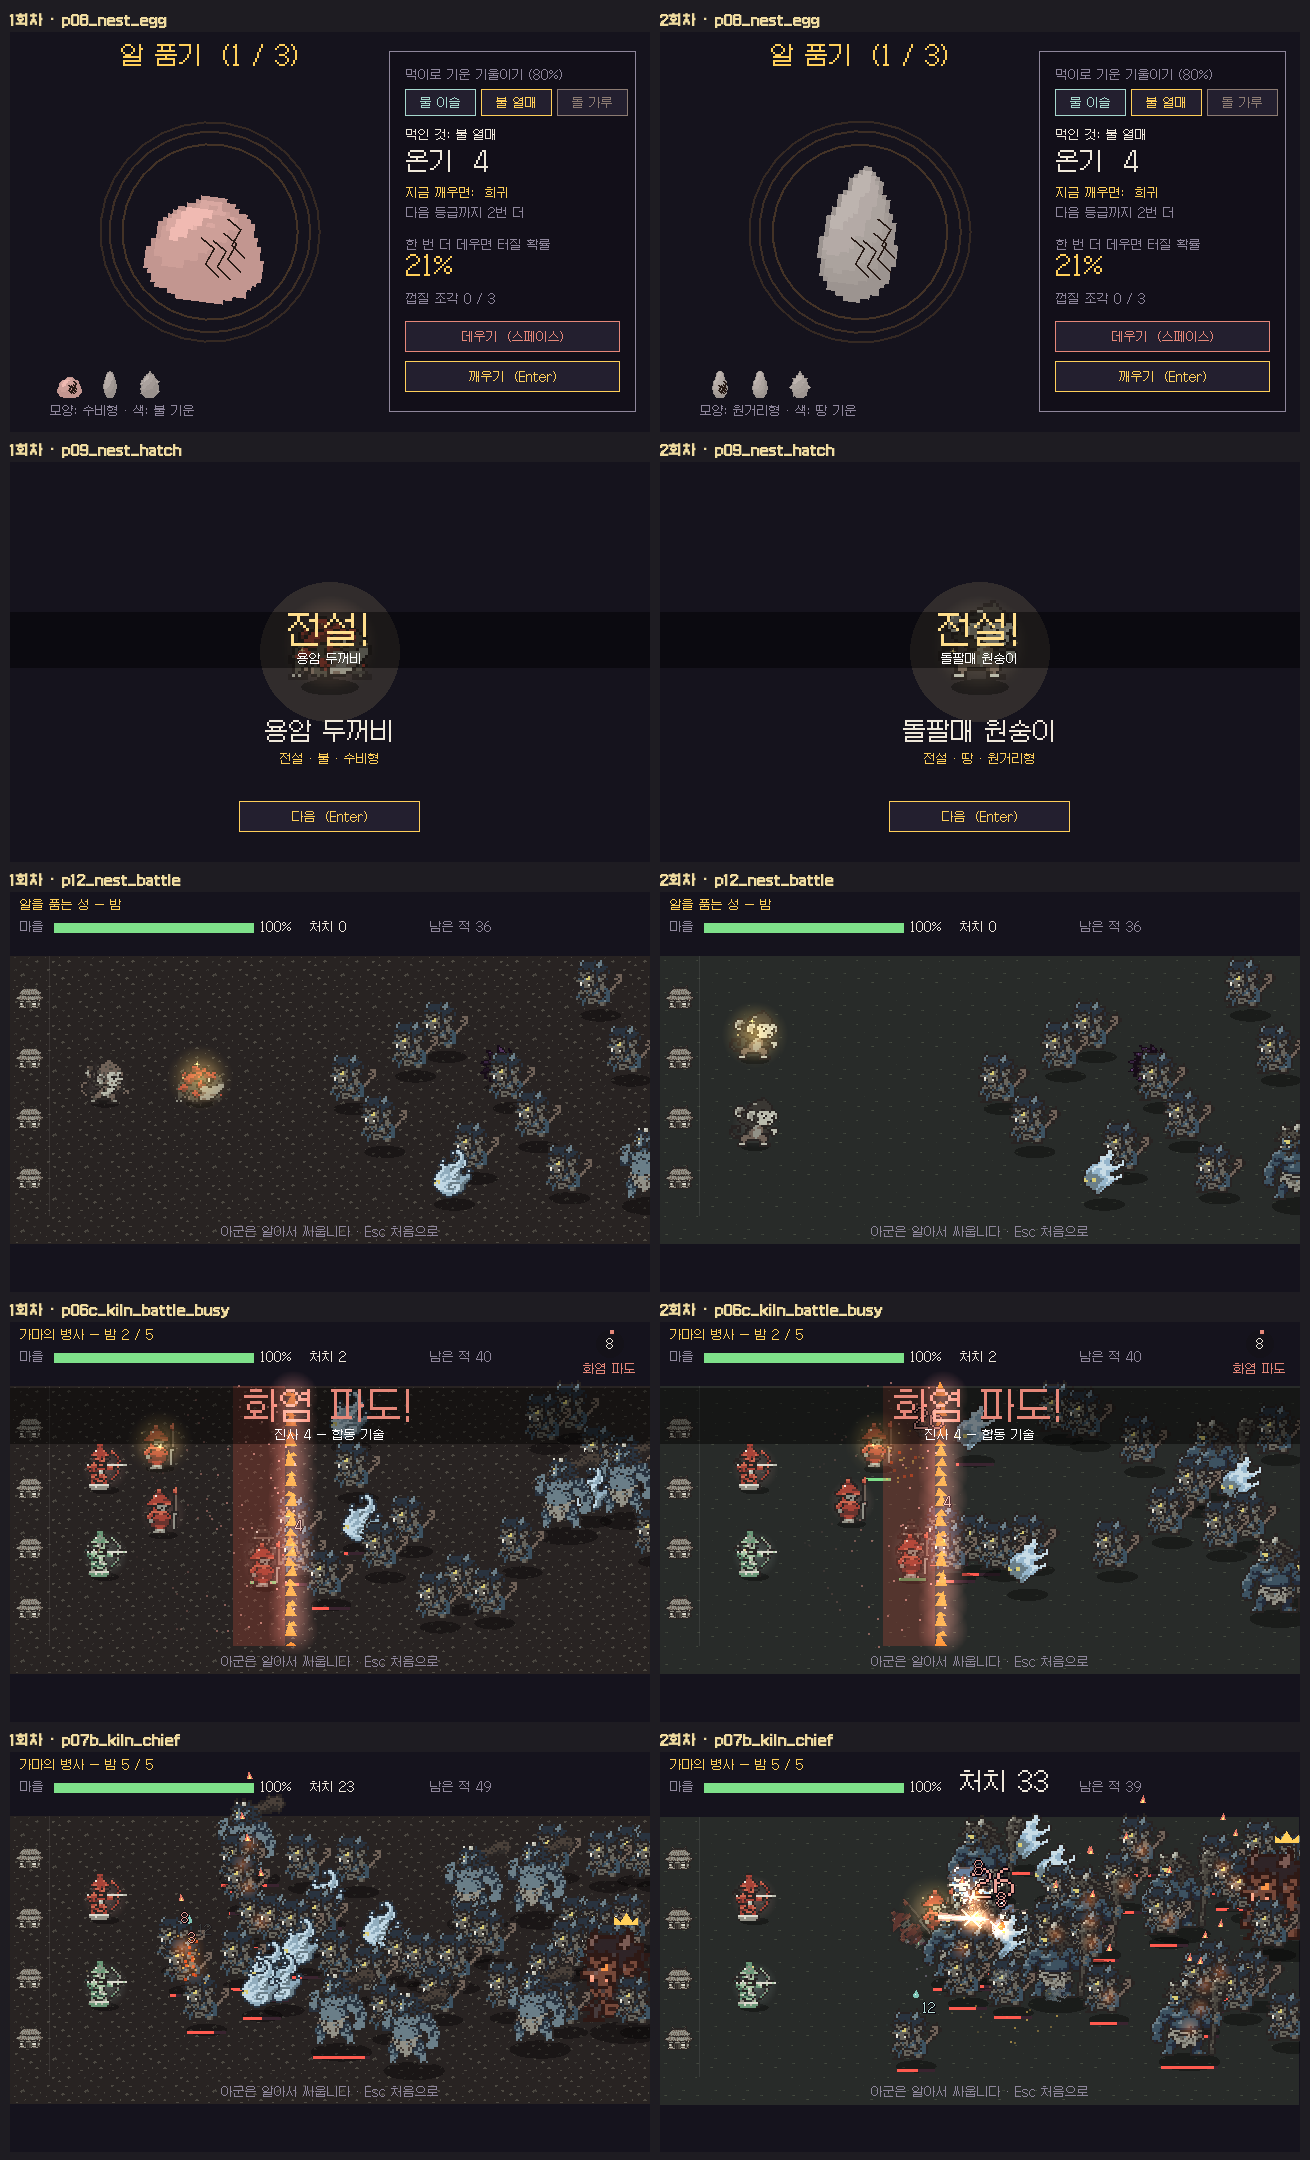 1회차 · p08_nest_egg
알 품기 (1 / 3)
먹이로 기운 기울이기 (80%)
물 이슬
불 열매
돌 가루
먹인 것: 불 열매
온기 4
지금 깨우면: 희귀
다음 등급까지 2번 더
한 번 더 데우면 터질 확률
21%
껍질 조각 0 / 3
데우기 (스페이스)
깨우기 (Enter)
모양: 수비형 · 색: 불 기운
2회차 · p08_nest_egg
알 품기 (1 / 3)
먹이로 기운 기울이기 (80%)
물 이슬
불 열매
돌 가루
먹인 것: 불 열매
온기 4
지금 깨우면: 희귀
다음 등급까지 2번 더
한 번 더 데우면 터질 확률
21%
껍질 조각 0 / 3
데우기 (스페이스)
깨우기 (Enter)
모양: 원거리형 · 색: 땅 기운
1회차 · p09_nest_hatch
전설!
용암 두꺼비
용암 두꺼비
전설 · 불 · 수비형
다음 (Enter)
2회차 · p09_nest_hatch
전설!
돌팔매 원숭이
돌팔매 원숭이
전설 · 땅 · 원거리형
다음 (Enter)
1회차 · p12_nest_battle
알을 품는 성 – 밤
마을 100% 처치 0 남은 적 36
아군은 알아서 싸웁니다 · Esc 처음으로
2회차 · p12_nest_battle
알을 품는 성 – 밤
마을 100% 처치 0 남은 적 36
아군은 알아서 싸웁니다 · Esc 처음으로
1회차 · p06c_kiln_battle_busy
가마의 병사 – 밤 2 / 5
마을 100% 처치 2 남은 적 40
8
화염 파도
화염 파도!
진사 4 – 합동 기술
4
아군은 알아서 싸웁니다 · Esc 처음으로
2회차 · p06c_kiln_battle_busy
가마의 병사 – 밤 2 / 5
마을 100% 처치 2 남은 적 40
8
화염 파도
화염 파도!
진사 4 – 합동 기술
4
아군은 알아서 싸웁니다 · Esc 처음으로
1회차 · p07b_kiln_chief
가마의 병사 – 밤 5 / 5
마을 100% 처치 23 남은 적 49
8
3
아군은 알아서 싸웁니다 · Esc 처음으로
2회차 · p07b_kiln_chief
가마의 병사 – 밤 5 / 5
마을 100% 처치 33 남은 적 39
8
8
12
아군은 알아서 싸웁니다 · Esc 처음으로